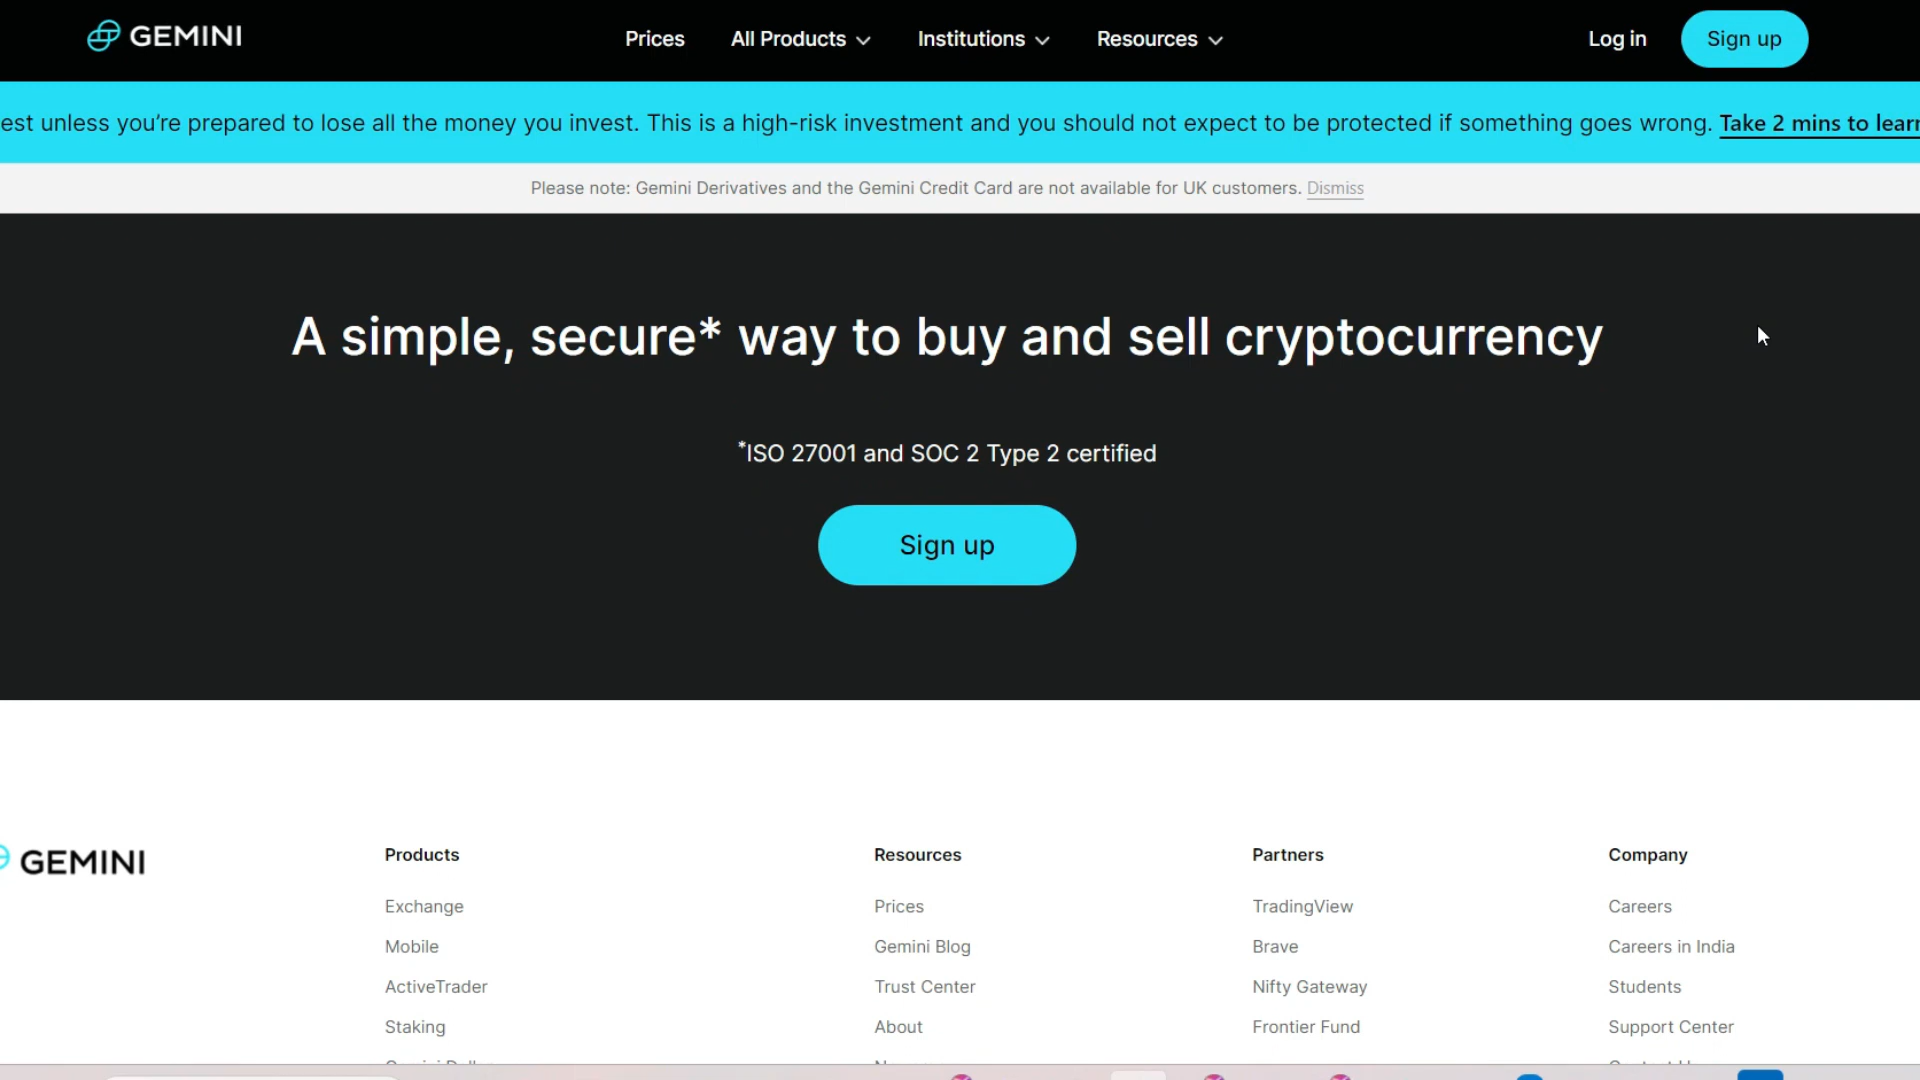 GEMINI
Prices
All Products
Institutions
Resources
Log in
Sign up
est unless you’re prepared to lose all the money you invest. This is a high-risk investment and you should not expect to be protected if something goes wrong. Take 2 mins to learn
Please note: Gemini Derivatives and the Gemini Credit Card are not available for UK customers. Dismiss
A simple, secure* way to buy and sell cryptocurrency
*ISO 27001 and SOC 2 Type 2 certified
Sign up
GEMINI
Products
Exchange
Mobile
ActiveTrader
Staking
Resources
Prices
Gemini Blog
Trust Center
About
Partners
TradingView
Brave
Nifty Gateway
Frontier Fund
Company
Careers
Careers in India
Students
Support Center